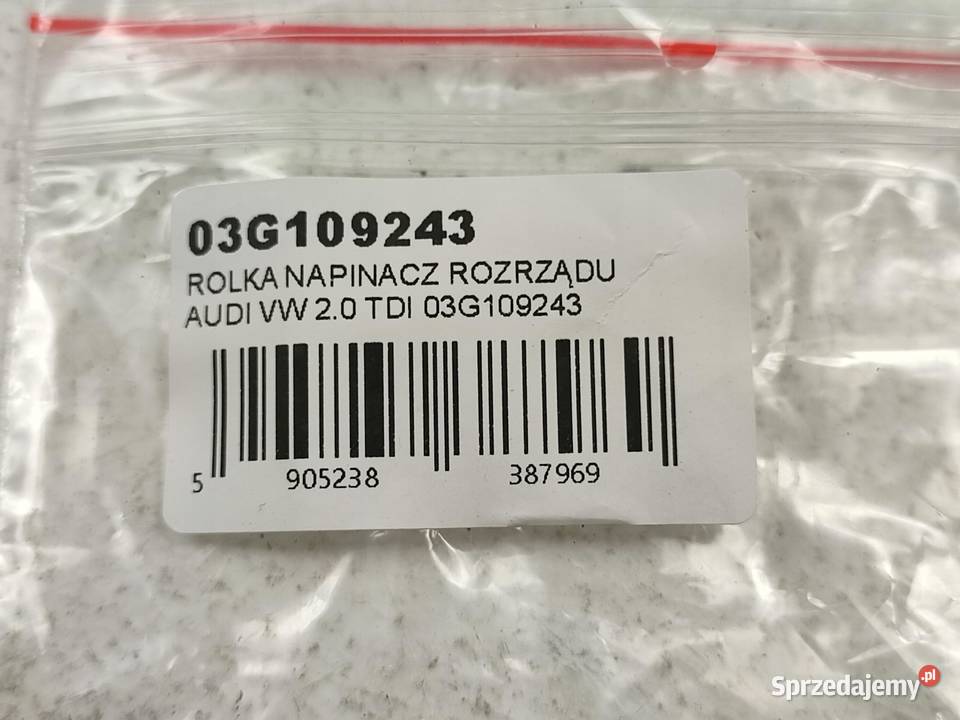 03G109243
ROLKA NAPINACZ ROZRZĄDU
AUDI VW 2.0 TDI 03G109243
5 905238 387969
Sprzedajemy.pl